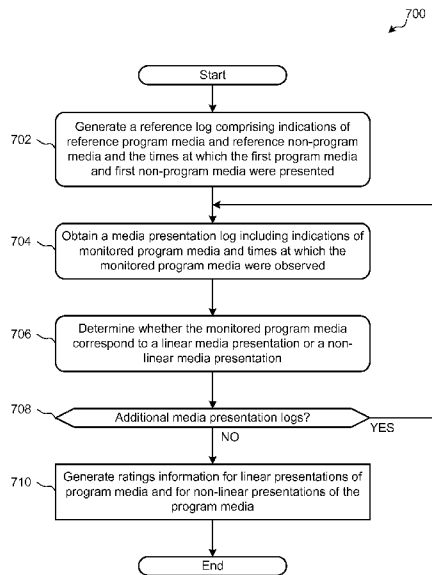 700
Start
702
Generate a reference log comprising indications of
reference program media and reference non-program
media and the times at which the first program media
and first non-program media were presented
704
Obtain a media presentation log including indications of
monitored program media and times at which the
monitored program media were observed
706
Determine whether the monitored program media
correspond to a linear media presentation or a non-
linear media presentation
708
Additional media presentation logs?
YES
NO
710
Generate ratings information for linear presentations of
program media and for non-linear presentations of the
program media
End